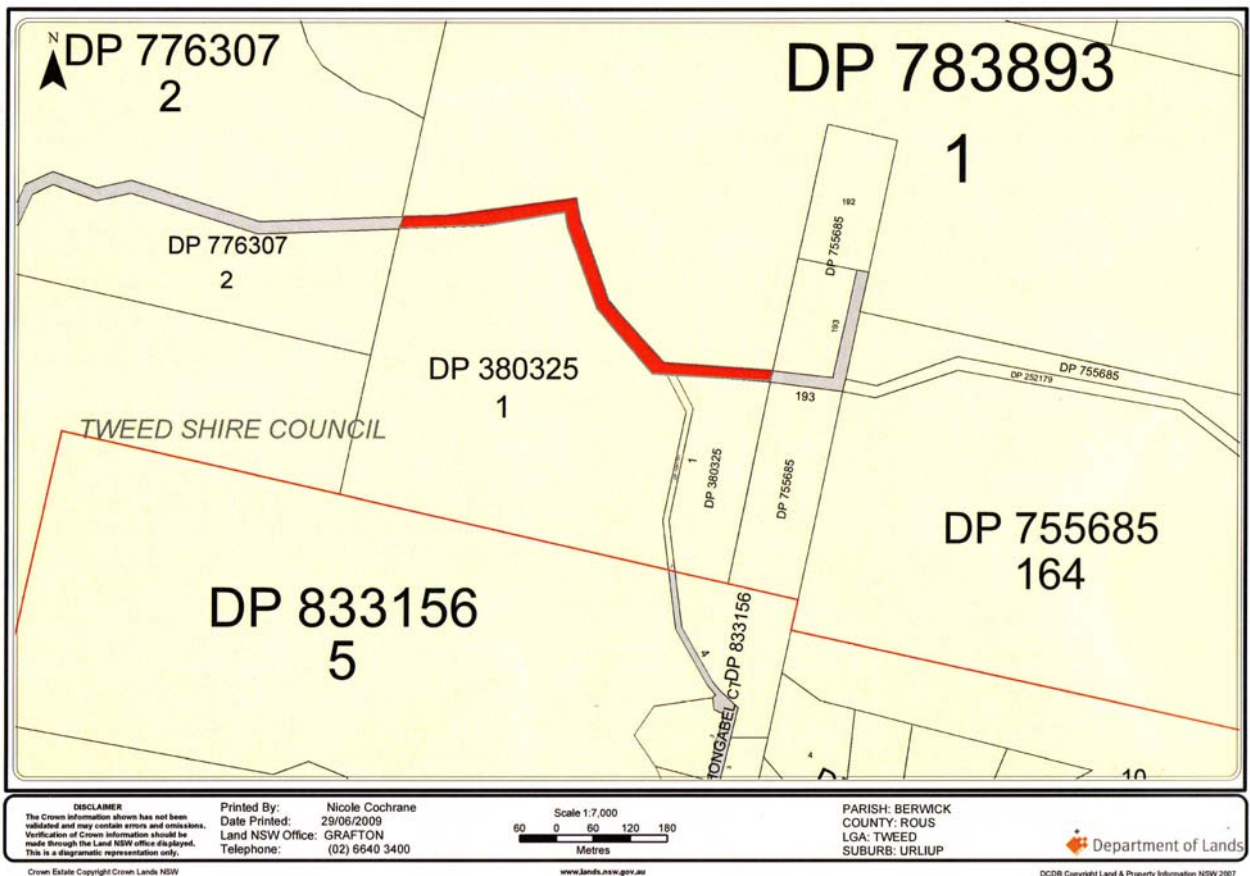 N
DP 776307
2
DP 783893
1
192
DP 755685
DP 776307
2
193
DP 380325
1
DP 755685
DP 252179
193
TWEED SHIRE COUNCIL
1
DP 380325
DP 755685
DP 755685
164
DP 833156
5
DP 833156
4
HONGABEL CT
4
10
DISCLAIMER
The Crown information shown has not been
validated and may contain errors and omissions.
Verification of Crown information should be
made through the Land NSW office displayed.
This is a diagramatic representation only.
Printed By: Nicole Cochrane
Date Printed: 29/06/2009
Land NSW Office: GRAFTON
Telephone: (02) 6640 3400
Scale 1:7,000
60 0 60 120 180
Metres
PARISH: BERWICK
COUNTY: ROUS
LGA: TWEED
SUBURB: URLIUP
Department of Lands
Crown Estate Copyright Crown Lands NSW
www.lands.nsw.gov.au
DCDB Copyright Land & Property Information NSW 2007